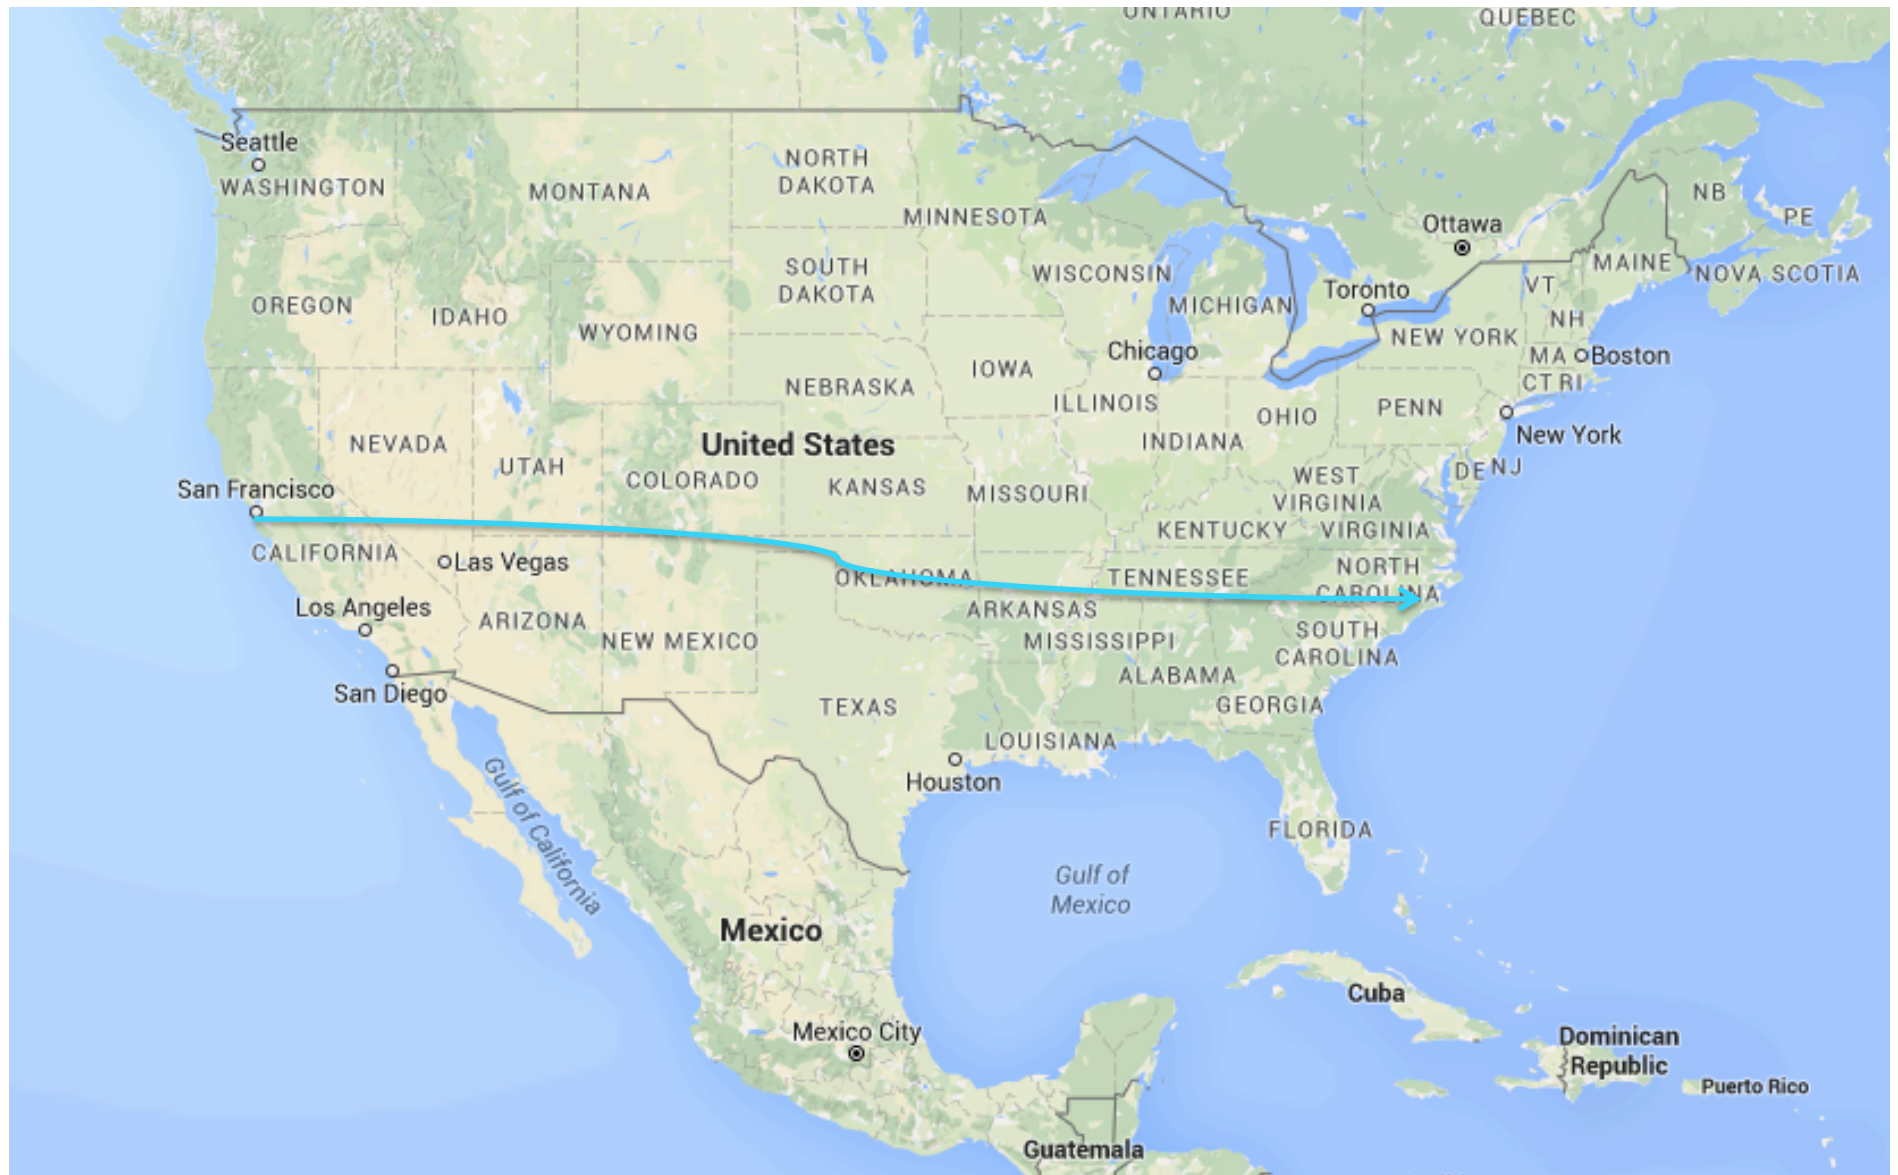 ONTARIO
QUEBEC
Seattle
WASHINGTON
MONTANA
NORTH
DAKOTA
MINNESOTA
Ottawa
NB
PE
MAINE
NOVA SCOTIA
OREGON
IDAHO
WYOMING
SOUTH
DAKOTA
WISCONSIN
MICHIGAN
Toronto
VT
NH
NEW YORK
MA
Boston
CT RI
Chicago
IOWA
NEBRASKA
ILLINOIS
INDIANA
OHIO
PENN
New York
NEVADA
UTAH
United States
COLORADO
KANSAS
MISSOURI
WEST
VIRGINIA
DE NJ
San Francisco
CALIFORNIA
Las Vegas
KENTUCKY
VIRGINIA
OKLAHOMA
TENNESSEE
NORTH
CAROLINA
Los Angeles
ARIZONA
NEW MEXICO
ARKANSAS
MISSISSIPPI
SOUTH
CAROLINA
San Diego
TEXAS
ALABAMA
GEORGIA
LOUISIANA
Houston
Gulf of California
FLORIDA
Gulf of
Mexico
Mexico
Cuba
Mexico City
Dominican
Republic
Puerto Rico
Guatemala